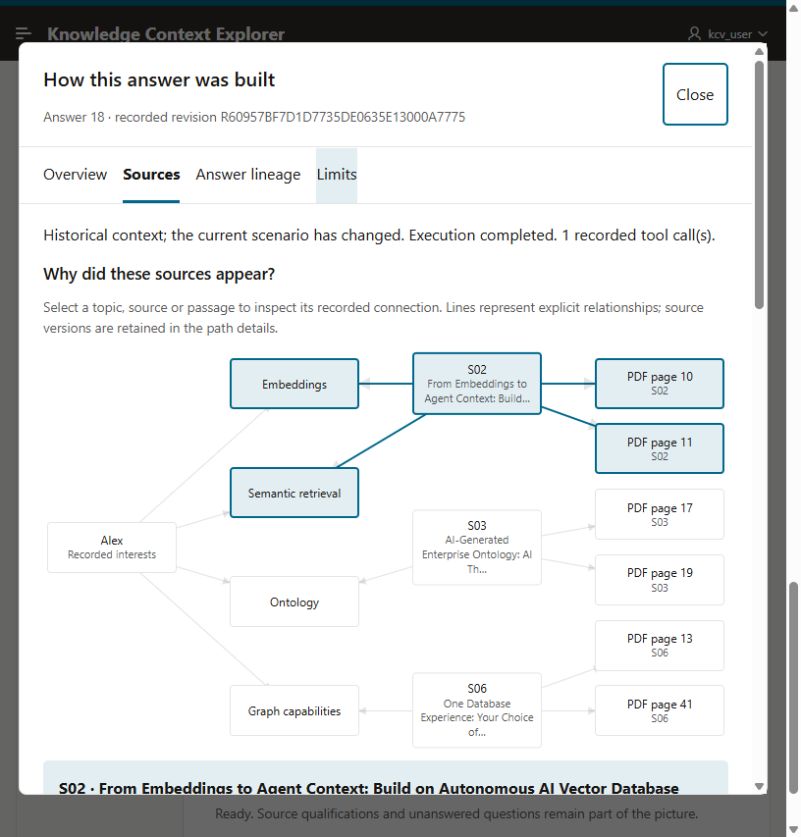 Knowledge Context Explorer
kcv_user
How this answer was built
Close
Answer 18 · recorded revision R60957BF7D1D7735DE0635E13000A7775
Overview Sources Answer lineage Limits
Historical context; the current scenario has changed. Execution completed. 1 recorded tool call(s).
Why did these sources appear?
Select a topic, source or passage to inspect its recorded connection. Lines represent explicit relationships; source
versions are retained in the path details.
Embeddings
S02
From Embeddings to
Agent Context: Build...
PDF page 10
S02
PDF page 11
S02
Semantic retrieval
Alex
Recorded interests
S03
AI-Generated
Enterprise Ontology: AI
Th...
PDF page 17
S03
PDF page 19
S03
Ontology
PDF page 13
S06
Graph capabilities
S06
One Database
Experience: Your Choice
of...
PDF page 41
S06
S02 · From Embeddings to Agent Context: Build on Autonomous AI Vector Database
Ready. Source qualifications and unanswered questions remain part of the picture.